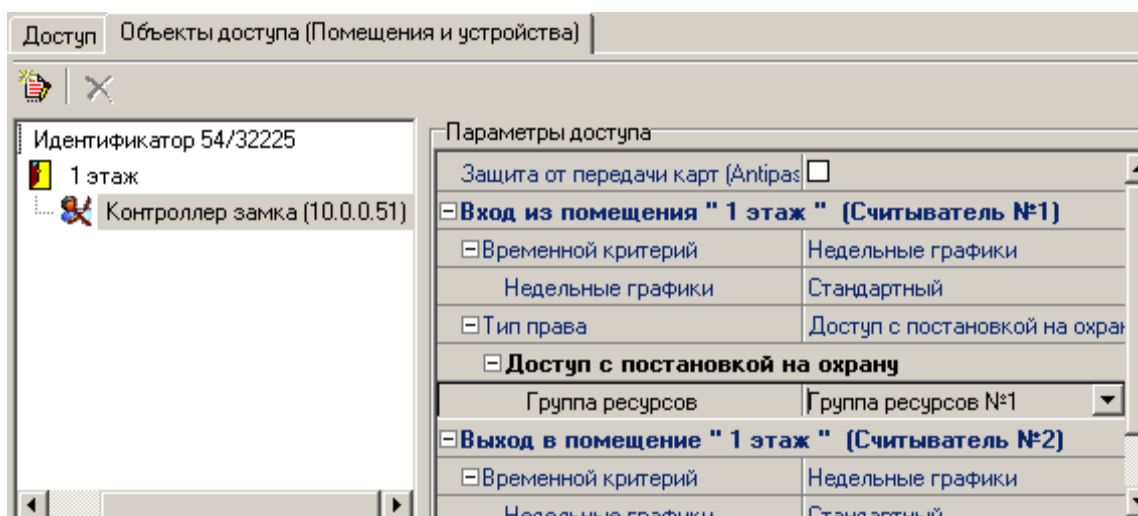 Доступ
Объекты доступа (Помещения и устройства)
Идентификатор 54/32225
1 этаж
Контроллер замка (10.0.0.51)
Параметры доступа
Защита от передачи карт (Antipas
Вход из помещения " 1 этаж " (Считыватель №1)
Временной критерий Недельные графики
Недельные графики Стандартный
Тип права Доступ с постановкой на охран
Доступ с постановкой на охрану
Группа ресурсов Группа ресурсов №1
Выход в помещение " 1 этаж " (Считыватель №2)
Временной критерий Недельные графики
Недельные графики Стандартный